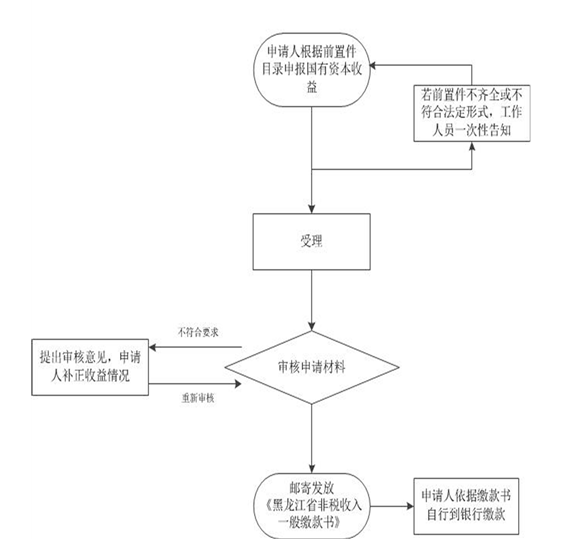 申请人根据前置件
目录申报国有资本收
益
若前置件不齐全或不
符合法定形式，工作
人员一次性告知
受理
不符合要求
提出审核意见，申请
人补正收益情况
审核申请材料
重新审核
邮寄发放
《黑龙江省非税收入
一般缴款书》
申请人依据缴款书
自行到银行缴款